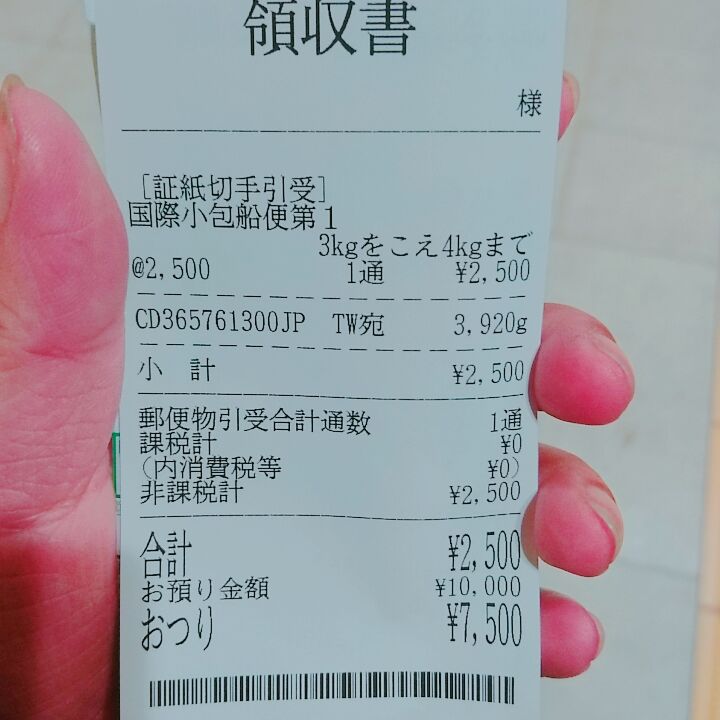 領収書
様
[証紙切手引受]
国際小包船便第1
3kgをこえ4kgまで
@2,500 1通 ¥2,500
CD365761300JP TW宛 3,920g
小 計 ¥2,500
郵便物引受合計通数 1通
課税計 ¥0
(内消費税等 ¥0)
非課税計 ¥2,500
合計 ¥2,500
お預り金額 ¥10,000
おつり ¥7,500